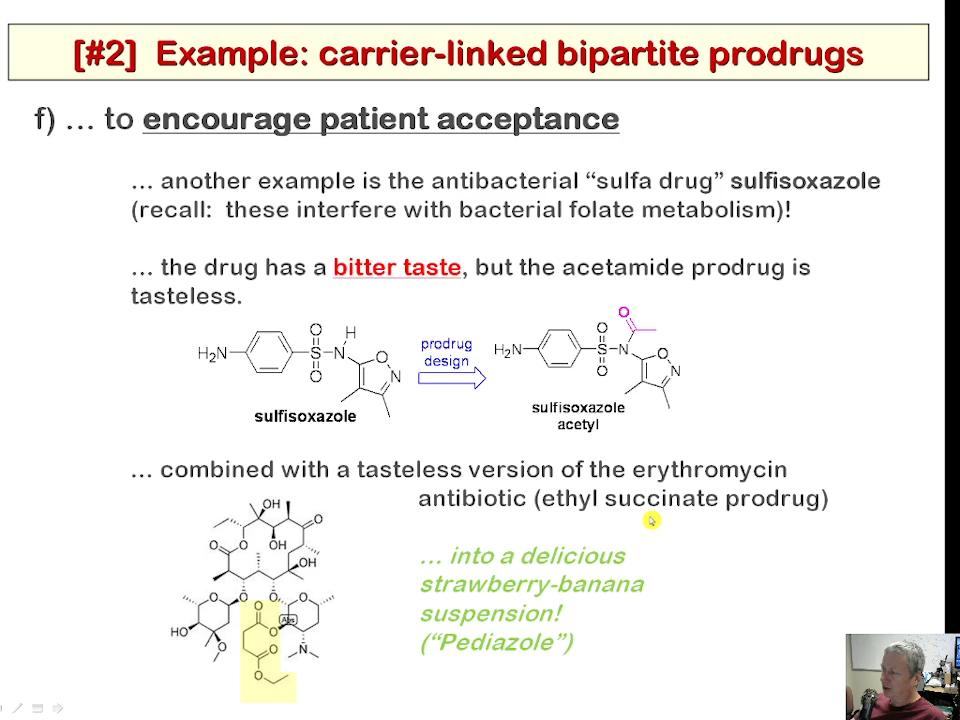 [#2] Example: carrier-linked bipartite prodrugs
f) ... to encourage patient acceptance
... another example is the antibacterial “sulfa drug” sulfisoxazole
(recall: these interfere with bacterial folate metabolism)!
... the drug has a bitter taste, but the acetamide prodrug is
tasteless.
H₂N O S O N H O N
sulfisoxazole
prodrug
design
H₂N O S O N O O N
sulfisoxazole
acetyl
... combined with a tasteless version of the erythromycin
antibiotic (ethyl succinate prodrug)
OH O
O O OH
OH
O O O O
HO O O O Abs
O N
O
... into a delicious
strawberry-banana
suspension!
(“Pediazole”)